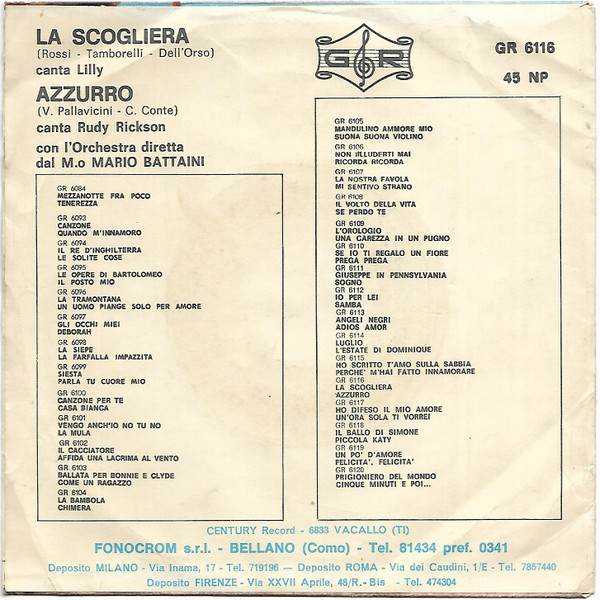 LA SCOGLIERA
(Rossi - Tamborelli - Dell'Orso)
canta Lilly
AZZURRO
(V. Pallavicini - C. Conte)
canta Rudy Rickson
con l'Orchestra diretta
dal M.o MARIO BATTAINI
GR
GR 6116
45 NP
GR 6084
MEZZANOTTE FRA POCO
TENEREZZA
GR 6093
CANZONE
QUANDO M'INNAMORO
GR 6094
IL RE D'INGHILTERRA
LE SOLITE COSE
GR 6095
LE OPERE DI BARTOLOMEO
IL POSTO MIO
GR 6096
LA TRAMONTANA
UN UOMO PIANGE SOLO PER AMORE
GR 6097
GLI OCCHI MIEI
DEBORAH
GR 6098
LA SIEPE
LA FARFALLA IMPAZZITA
GR 6099
SIESTA
PARLA TU CUORE MIO
GR 6100
CANZONE PER TE
CASA BIANCA
GR 6101
VENGO ANCH'IO NO TU NO
LA MULA
GR 6102
IL CACCIATORE
AFFIDA UNA LACRIMA AL VENTO
GR 6103
BALLATA PER BONNIE E CLYDE
COME UN RAGAZZO
GR 6104
LA BAMBOLA
CHIMERA
GR 6105
MANDULINO AMMORE MIO
SUONA SUONA VIOLINO
GR 6106
NON ILLUDERTI MAI
RICORDA RICORDA
GR 6107
LA NOSTRA FAVOLA
MI SENTIVO STRANO
GR 6108
IL VOLTO DELLA VITA
SE PERDO TE
GR 6109
L'OROLOGIO
UNA CAREZZA IN UN PUGNO
GR 6110
SE IO TI REGALO UN FIORE
PREGA PREGA
GR 6111
GIUSEPPE IN PENNSYLVANIA
SOGNO
GR 6112
IO PER LEI
SAMBA
GR 6113
ANGELI NEGRI
ADIOS AMOR
GR 6114
LUGLIO
L'ESTATE DI DOMINIQUE
GR 6115
HO SCRITTO T'AMO SULLA SABBIA
PERCHE' M'HAI FATTO INNAMORARE
GR 6116
LA SCOGLIERA
AZZURRO
GR 6117
HO DIFESO IL MIO AMORE
UN'ORA SOLA TI VORREI
GR 6118
IL BALLO DI SIMONE
PICCOLA KATY
GR 6119
UN PO' D'AMORE
FELICITA', FELICITA'
GR 6120
PRIGIONIERO DEL MONDO
CINQUE MINUTI E POI...
CENTURY Record - 6833 VACALLO (TI)
FONOCROM s.r.l. - BELLANO (Como) - Tel. 81434 pref. 0341
Deposito MILANO - Via Inama, 17 - tel. 719196 — Deposito ROMA - Via dei Caudini, 1/E - Tel. 7857440
Deposito FIRENZE - Via XXVII Aprile, 48/R.-Bis - Tel. 474304